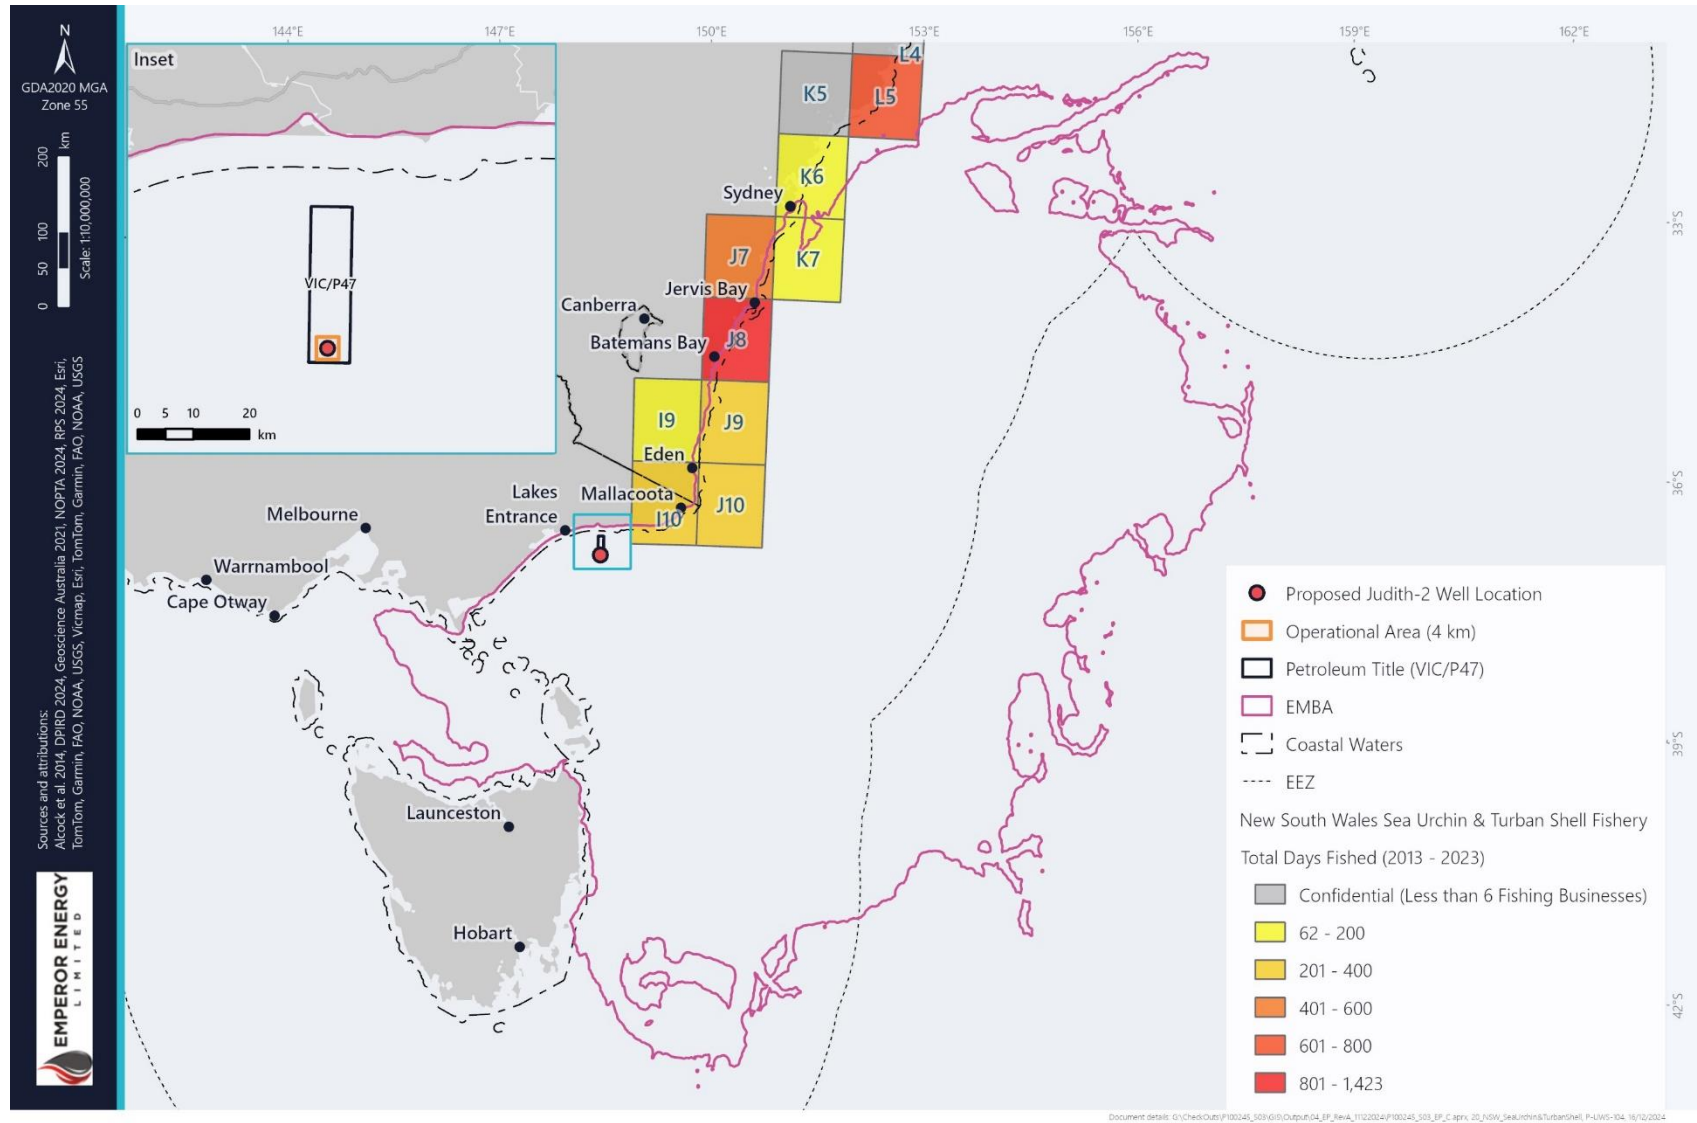 N
GDA2020 MGA
Zone 55
0 50 100 200
km
Scale: 1:10,000,000
Sources and attributions:
Alcock et al. 2014, DPIRD 2024, Geoscience Australia 2021, NOPTA 2024, RPS 2024, Esri,
TomTom, Garmin, FAO, NOAA, USGS, Vicmap, Esri, TomTom, Garmin, FAO, NOAA, USGS
EMPEROR ENERGY
LIMITED
144°E 147°E 150°E 153°E 156°E 159°E 162°E
33°S
36°S
39°S
42°S
Inset
VIC/P47
0 5 10 20
km
L4
K5
L5
K6
Sydney
K7
J7
Jervis Bay
Canberra
Batemans Bay
J8
I9
J9
Eden
Lakes
Entrance
Mallacoota
I10
J10
Melbourne
Warrnambool
Cape Otway
Launceston
Hobart
Proposed Judith-2 Well Location
Operational Area (4 km)
Petroleum Title (VIC/P47)
EMBA
Coastal Waters
EEZ
New South Wales Sea Urchin & Turban Shell Fishery
Total Days Fished (2013 - 2023)
Confidential (Less than 6 Fishing Businesses)
62 - 200
201 - 400
401 - 600
601 - 800
801 - 1,423